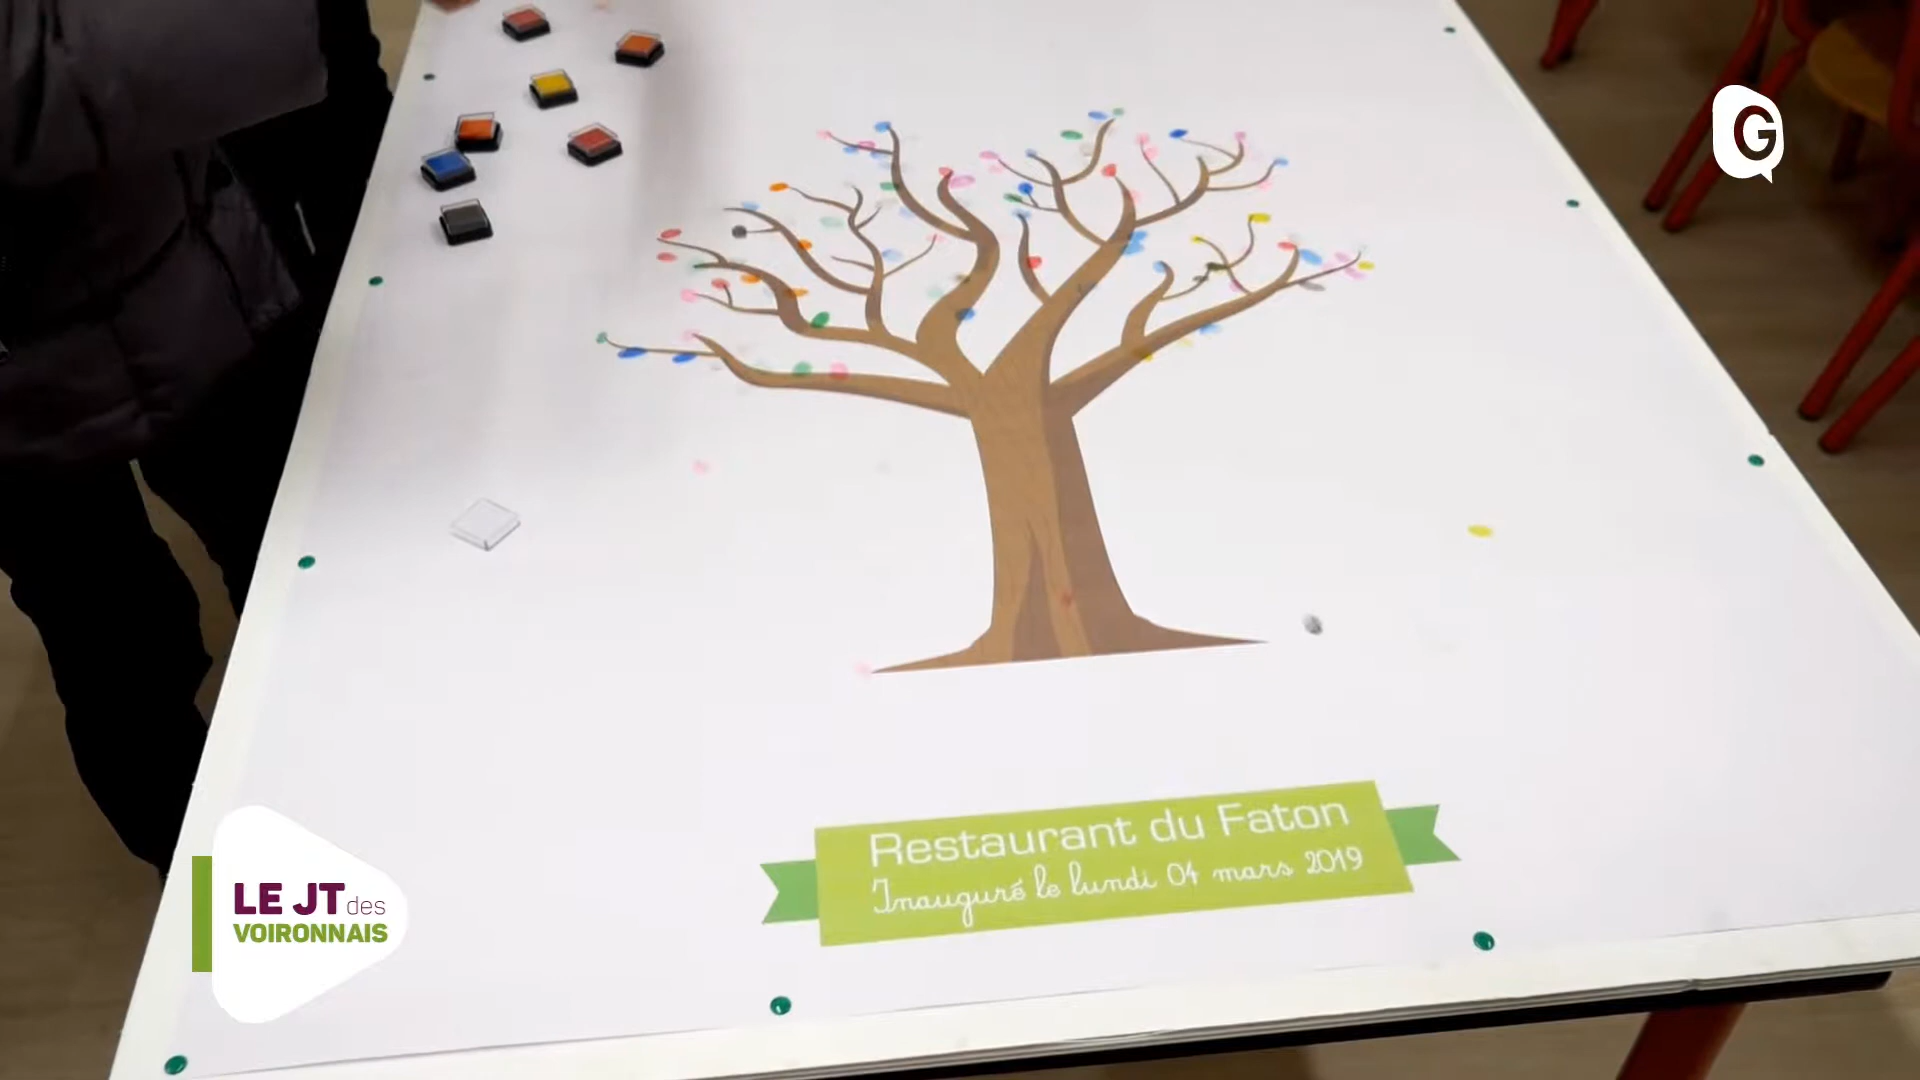 G
Restaurant du Faton
Inauguré le lundi 04 mars 2019
LE JT des
VOIRONNAIS